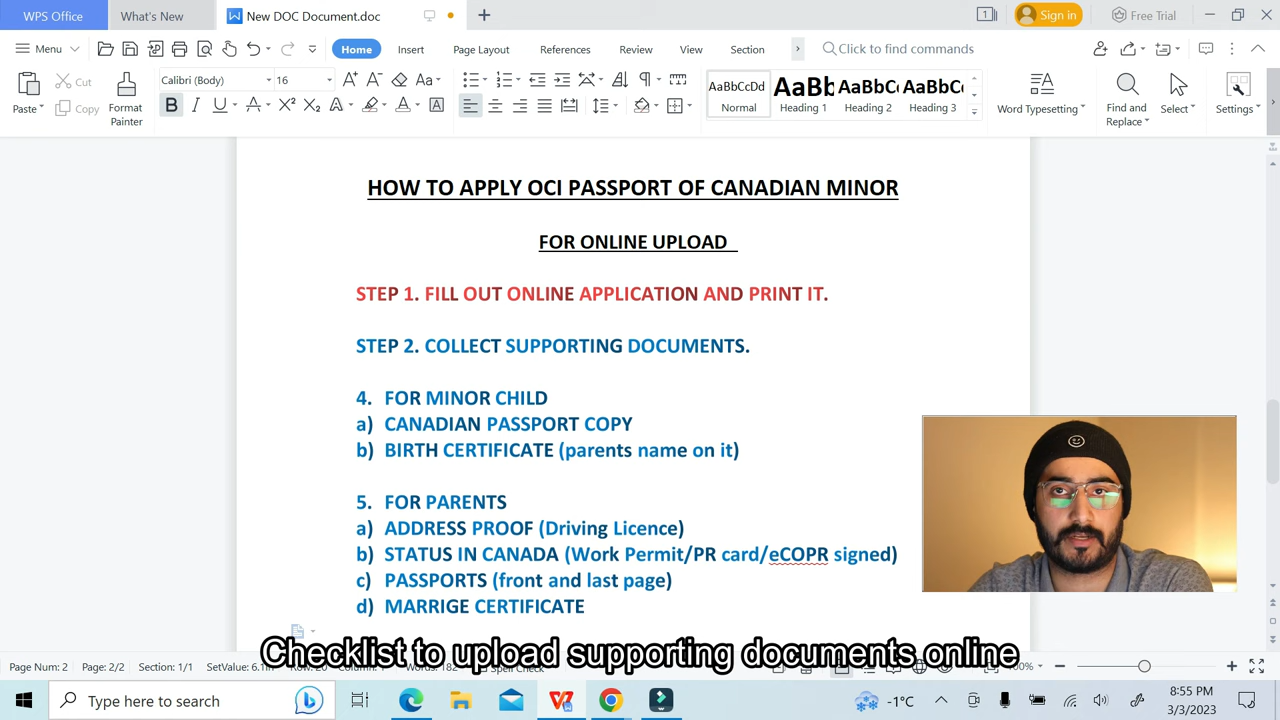 WPS Office What's New New DOC Document.doc Sign in Free Trial
Menu Home Insert Page Layout References Review View Section Click to find commands
Paste Cut Copy Format Painter Calibri (Body) 16 AaBbCcDd Normal Heading 1 Heading 2 Heading 3 Word Typesetting Find and Replace Select Settings
HOW TO APPLY OCI PASSPORT OF CANADIAN MINOR
FOR ONLINE UPLOAD
STEP 1. FILL OUT ONLINE APPLICATION AND PRINT IT.
STEP 2. COLLECT SUPPORTING DOCUMENTS.
4. FOR MINOR CHILD
a) CANADIAN PASSPORT COPY
b) BIRTH CERTIFICATE (parents name on it)
5. FOR PARENTS
a) ADDRESS PROOF (Driving Licence)
b) STATUS IN CANADA (Work Permit/PR card/eCOPR signed)
c) PASSPORTS (front and last page)
d) MARRIGE CERTIFICATE
Checklist to upload supporting documents online
Page Num: 2 Page: 2/2 Section: 1/1
Type here to search -1°C 8:55 PM
3/3/2023